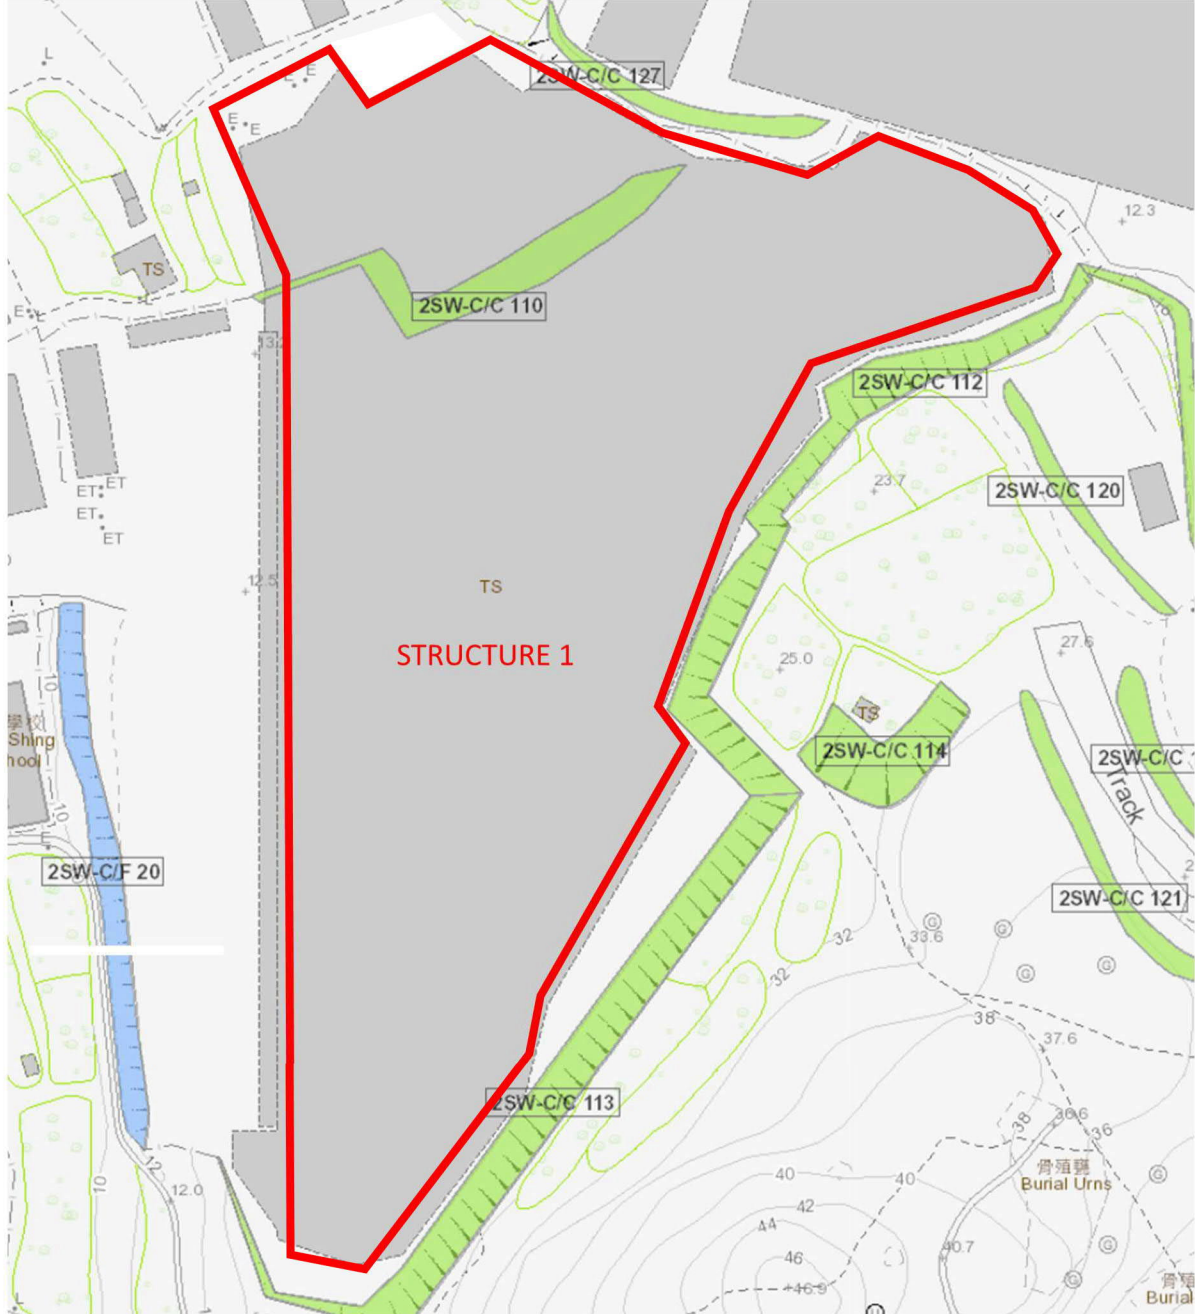 L
2SW-C/C 127
E
E
E
E
12.3
TS
2SW-C/C 110
E
L
13.2
2SW-C/C 112
23.7
2SW-C/C 120
ET
ET
ET
ET
12.5
TS
STRUCTURE 1
27.6
25.0
10
學校
Shing
hool
TS
2SW-C/C 114
2SW-C/C
Track
10
L
2SW-C/F 20
2SW-C/C 121
G
G
32
33.6
G
G
32
38
37.6
2SW-C/C 113
38
36.6
36
12
10
12.0
40
40
骨殖甕
Burial Urns
G
42
44
G
40.7
46
46.9
G
骨殖
Burial
L